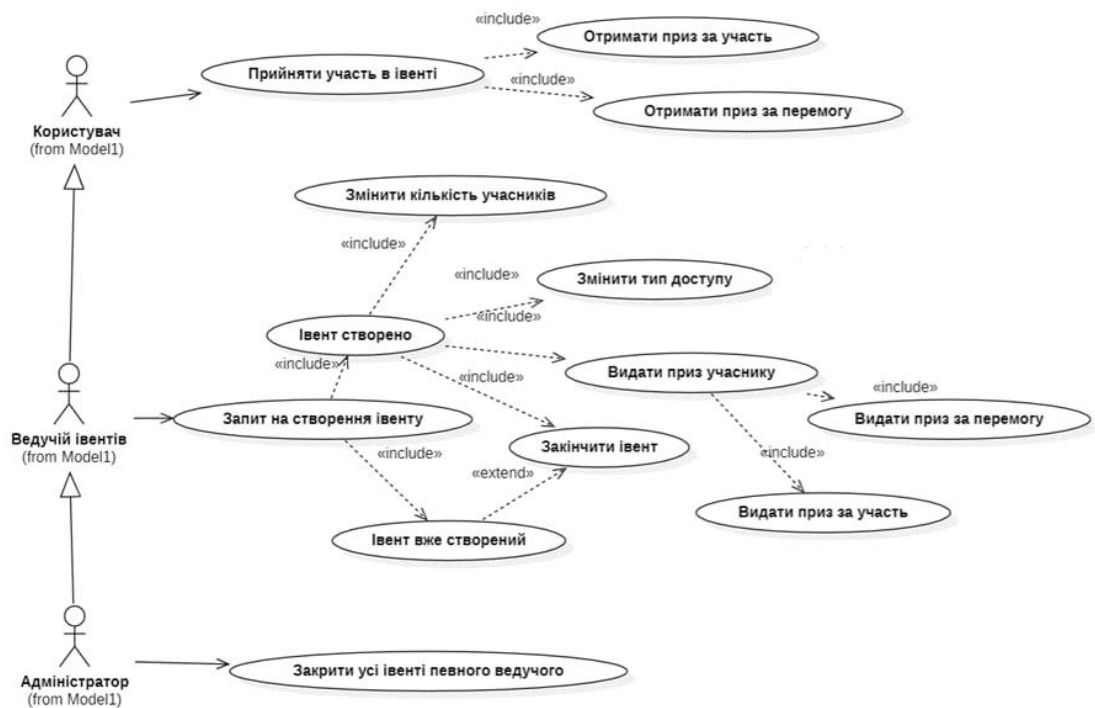 «include»
Отримати приз за участь
Прийняти участь в івенті
«include»
Отримати приз за перемогу
Користувач
(from Model1)
Змінити кількість учасників
«include»
«include»
Змінити тип доступу
«include»
Івент створено
«include»
Видати приз учаснику
«include»
«include»
Запит на створення івенту
Видати приз за перемогу
Ведучій івентів
(from Model1)
«include»
Закінчити івент
«include»
«extend»
Видати приз за участь
Івент вже створений
Закрити усі івенті певного ведучого
Адміністратор
(from Model1)